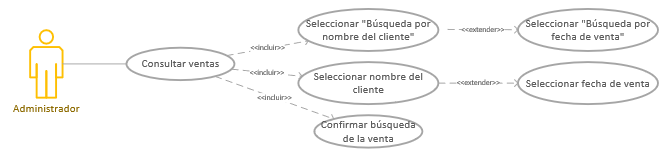 Seleccionar "Búsqueda por
nombre del cliente"
<<extender>>
Seleccionar "Búsqueda por
fecha de venta"
<<incluir>>
Consultar ventas
<<incluir>>
Seleccionar nombre del
cliente
<<extender>>
Seleccionar fecha de venta
<<incluir>>
Administrador
Confirmar búsqueda
de la venta